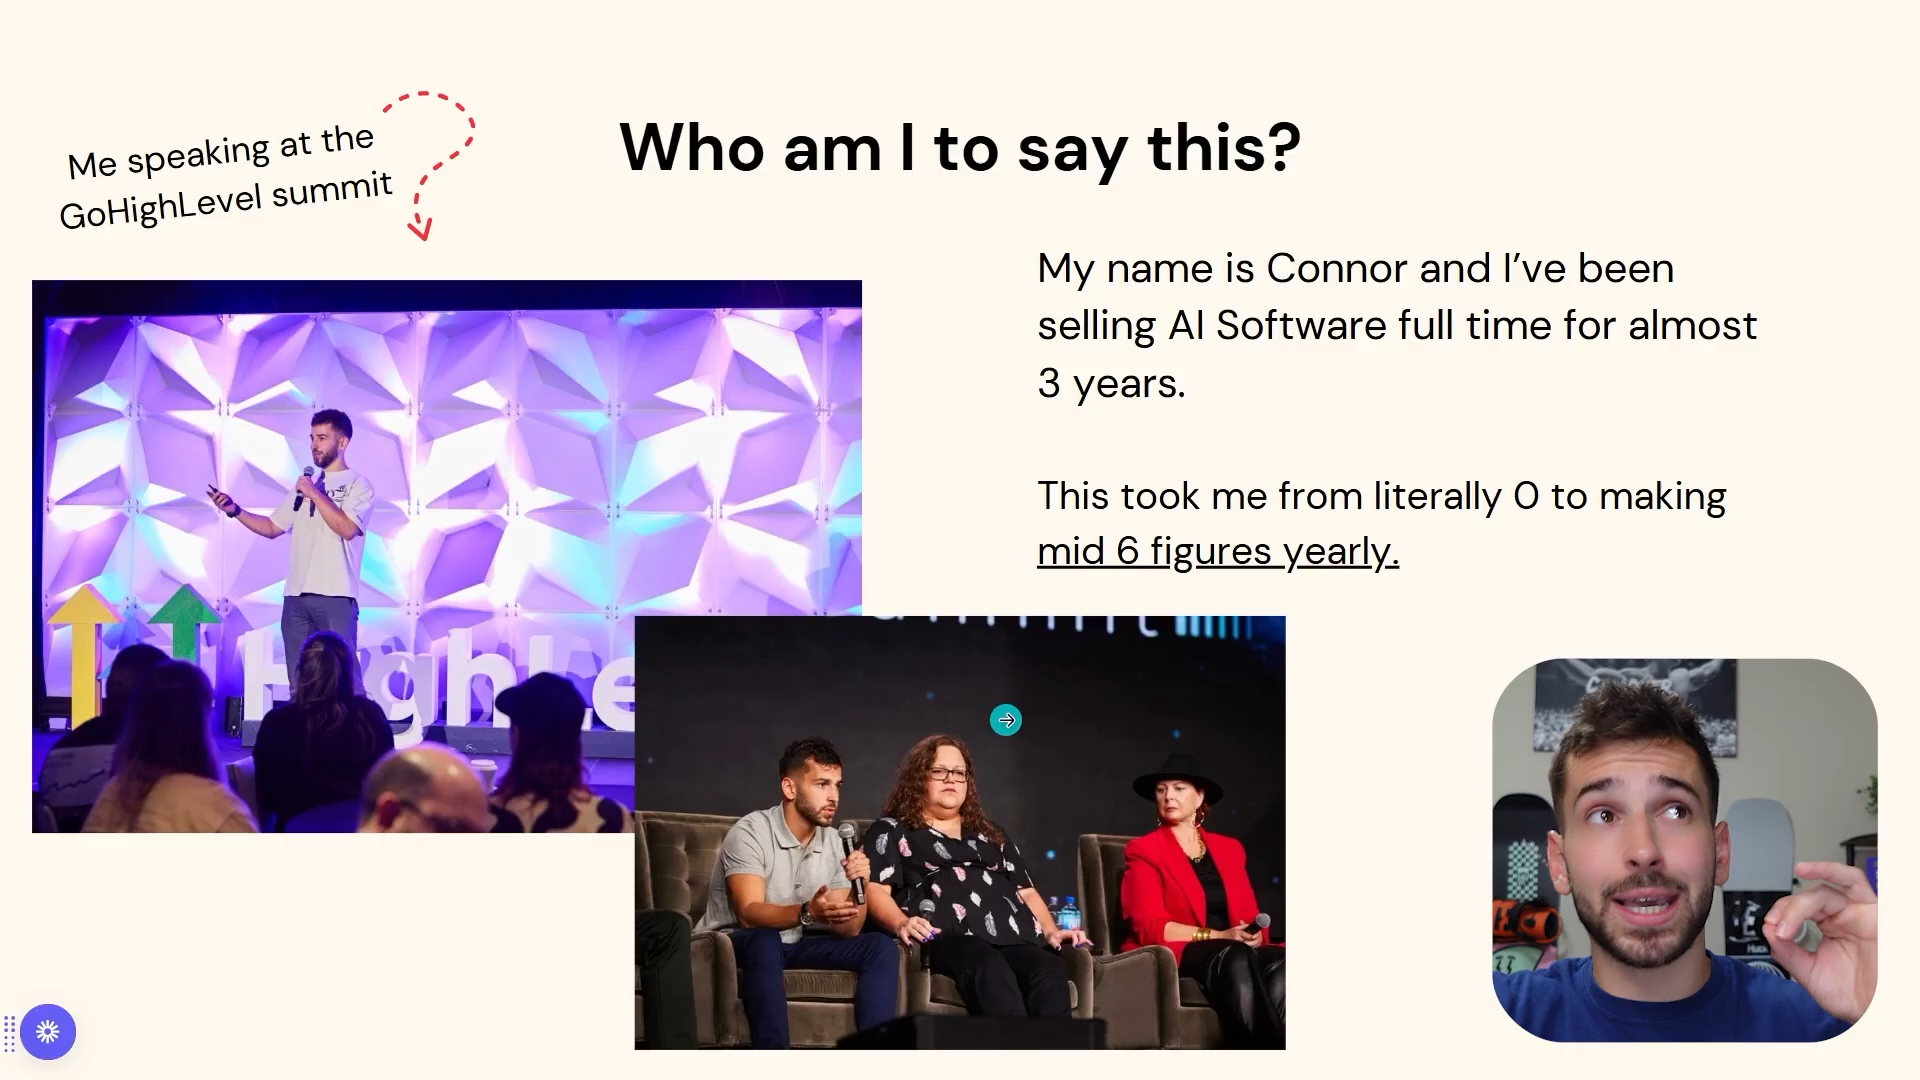 Me speaking at the
GoHighLevel summit
Who am I to say this?
My name is Connor and I’ve been
selling AI Software full time for almost
3 years.
This took me from literally 0 to making
mid 6 figures yearly.
HighLe